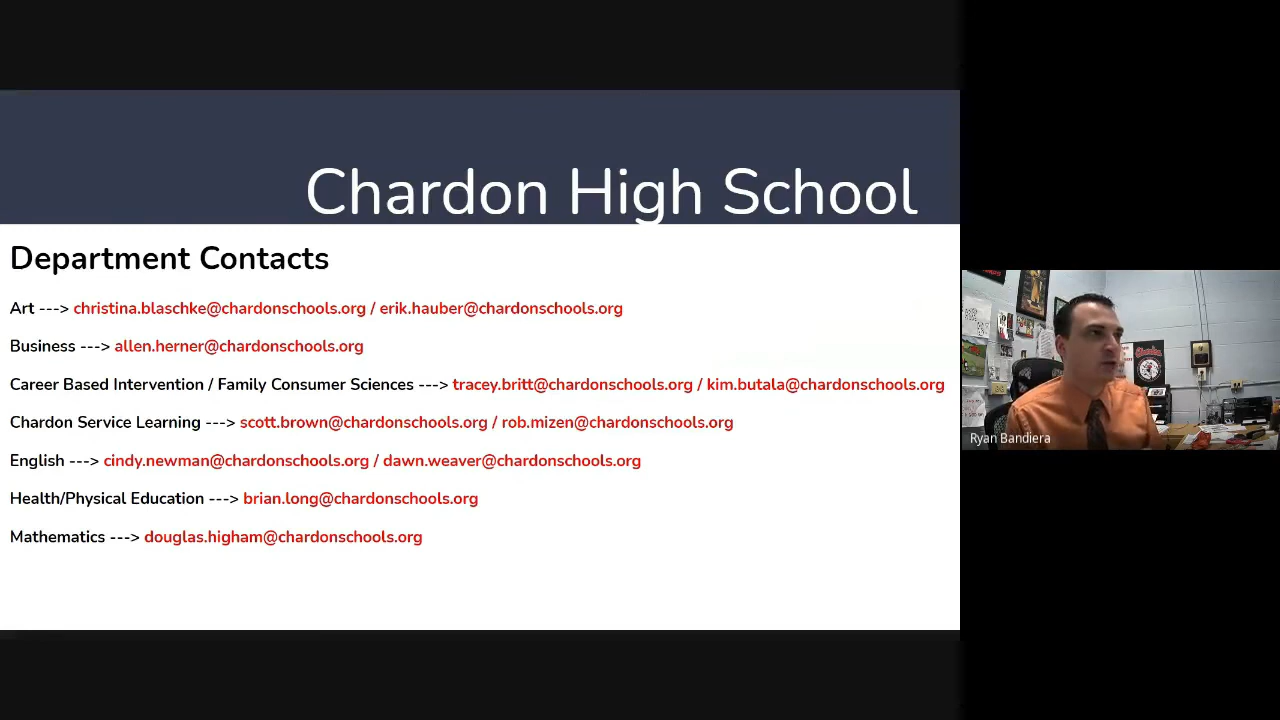 Chardon High School
Department Contacts
Art ---> christina.blaschke@chardonschools.org / erik.hauber@chardonschools.org
Business ---> allen.herner@chardonschools.org
Career Based Intervention / Family Consumer Sciences ---> tracey.britt@chardonschools.org / kim.butala@chardonschools.org
Chardon Service Learning ---> scott.brown@chardonschools.org / rob.mizen@chardonschools.org
English ---> cindy.newman@chardonschools.org / dawn.weaver@chardonschools.org
Health/Physical Education ---> brian.long@chardonschools.org
Mathematics ---> douglas.higham@chardonschools.org
Ryan Bandiera